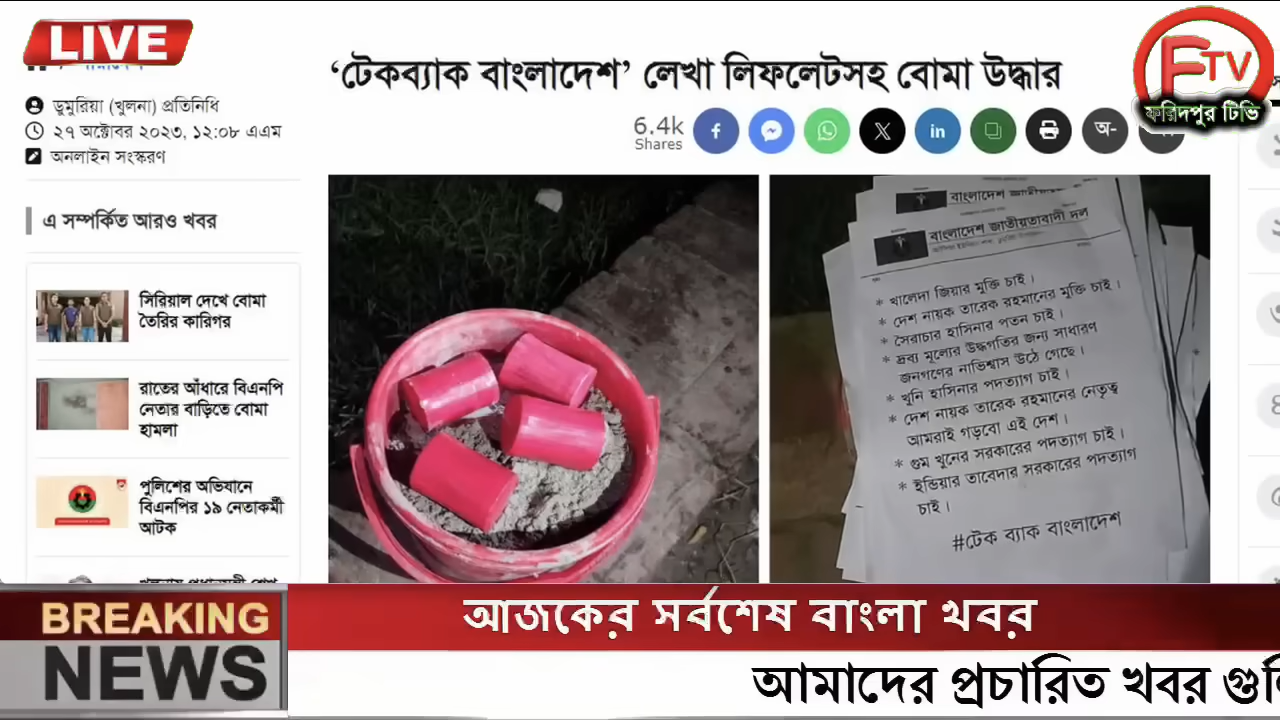 LIVE
FTV
ফরিদপুর টিভি
‘টেকব্যাক বাংলাদেশ’ লেখা লিফলেটসহ বোমা উদ্ধার
ডুমুরিয়া (খুলনা) প্রতিনিধি
২৭ অক্টোবর ২০২৩, ১২:০৮ এএম
অনলাইন সংস্করণ
6.4k
Shares
অ-
এ সম্পর্কিত আরও খবর
সিরিয়াল দেখে বোমা
তৈরির কারিগর
রাতের আঁধারে বিএনপি
নেতার বাড়িতে বোমা
হামলা
পুলিশের অভিযানে
বিএনপির ১৯ নেতাকর্মী
আটক
বাংলাদেশ
বাংলাদেশ জাতীয়তাবাদী দল
* খালেদা জিয়ার মুক্তি চাই।
* দেশ নায়ক তারেক রহমানের মুক্তি চাই।
* সৈরাচার হাসিনার পতন চাই।
* দ্রব্য মূল্যের উদ্ধগতির জন্য সাধারণ
জনগণের নাভিশ্বাস উঠে গেছে।
* খুনি হাসিনার পদত্যাগ চাই।
* দেশ নায়ক তারেক রহমানের নেতৃত্ব
আমরাই গড়বো এই দেশ।
* গুম খুনের সরকারের পদত্যাগ চাই।
* ইন্ডিয়ার তাবেদার সরকারের পদত্যাগ
চাই।
#টেক ব্যাক বাংলাদেশ
BREAKING
NEWS
আজকের সর্বশেষ বাংলা খবর
আমাদের প্রচারিত খবর